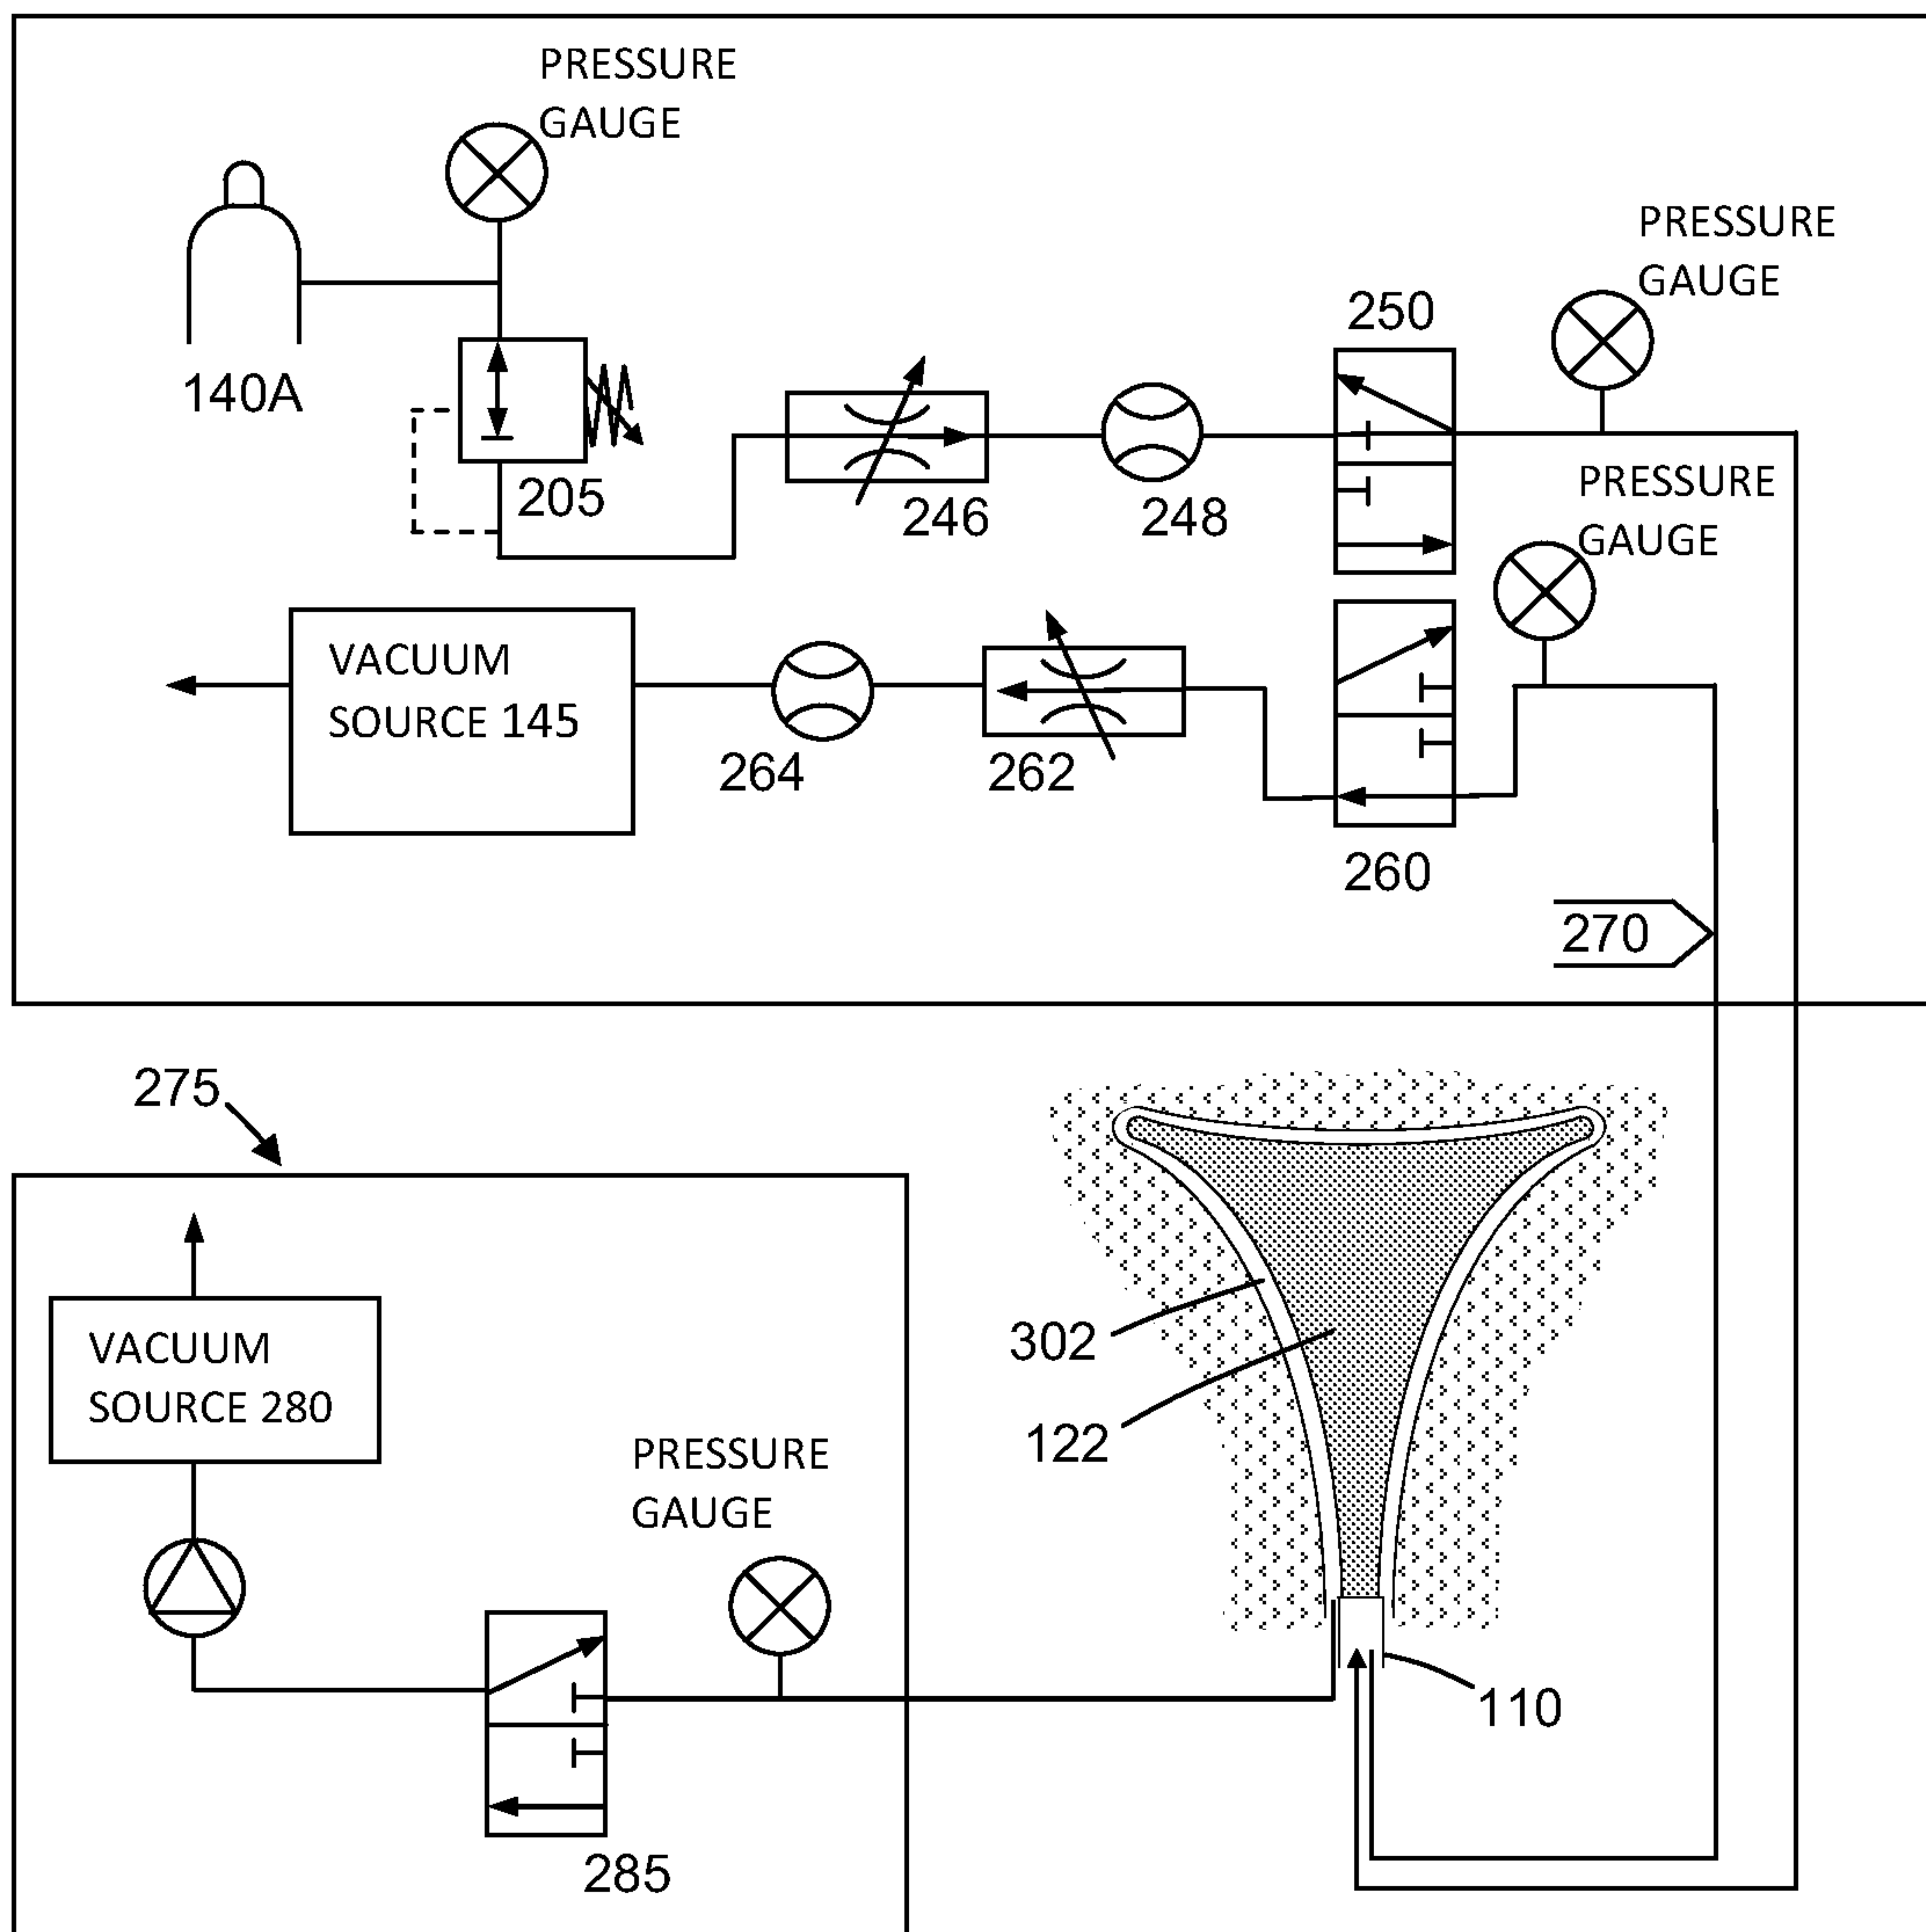 PRESSURE
GAUGE
PRESSURE
GAUGE
250
140A
205
246
248
PRESSURE
GAUGE
VACUUM
SOURCE 145
264
262
260
270
275
302
VACUUM
SOURCE 280
122
PRESSURE
GAUGE
110
285